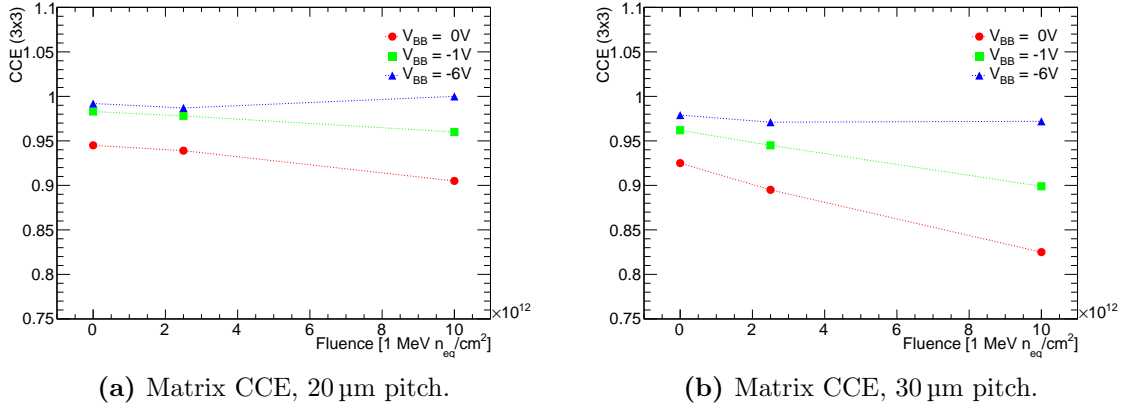 CCE (3x3)
1.1
1.05
1
0.95
0.9
0.85
0.8
0.75
V_BB = 0V
V_BB = -1V
V_BB = -6V
0 2 4 6 8 10
×10^12
Fluence [1 MeV n_eq/cm^2]
(a) Matrix CCE, 20 µm pitch.
CCE (3x3)
1.1
1.05
1
0.95
0.9
0.85
0.8
0.75
V_BB = 0V
V_BB = -1V
V_BB = -6V
0 2 4 6 8 10
×10^12
Fluence [1 MeV n_eq/cm^2]
(b) Matrix CCE, 30 µm pitch.